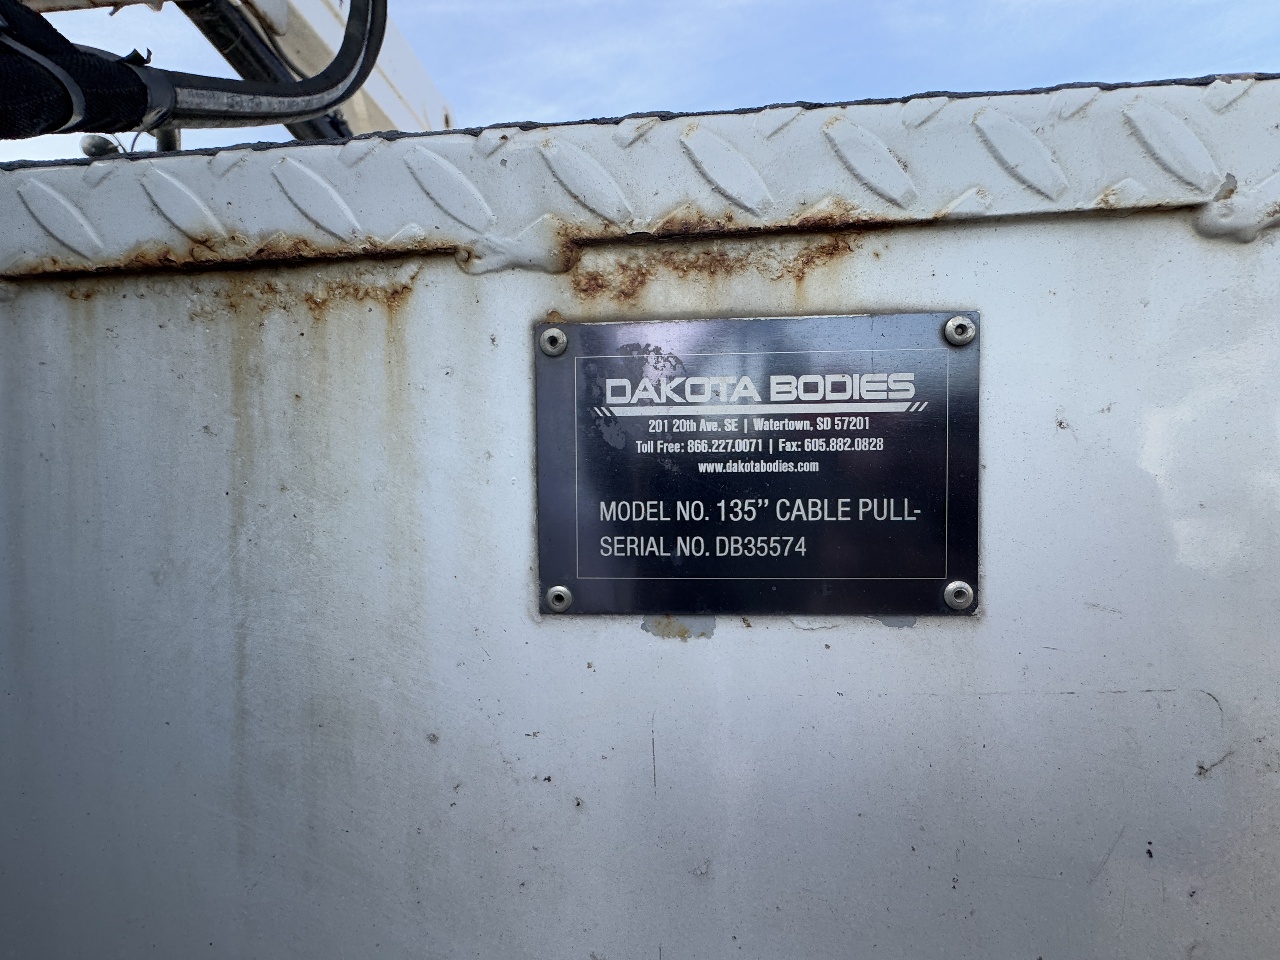 DAKOTA BODIES
201 20th Ave. SE | Watertown, SD 57201
Toll Free: 866.227.0071 | Fax: 605.882.0828
www.dakotabodies.com
MODEL NO. 135” CABLE PULL-
SERIAL NO. DB35574